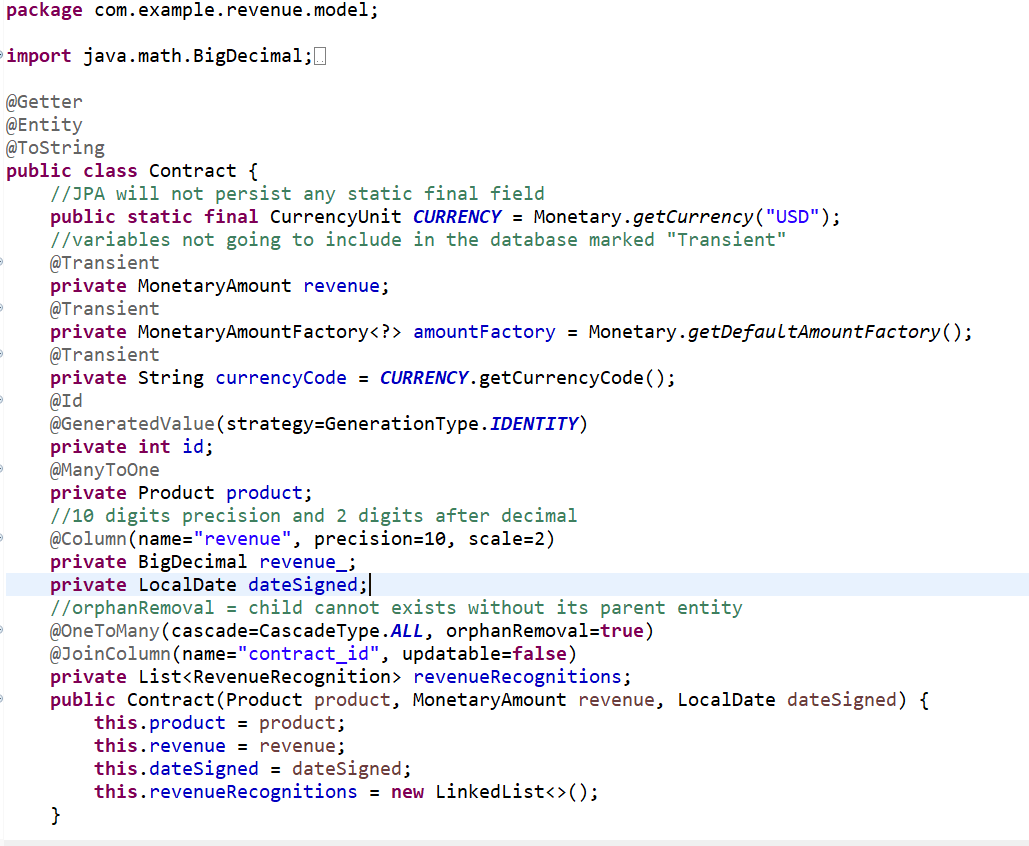 package com.example.revenue.model;
import java.math.BigDecimal;
@Getter
@Entity
@ToString
public class Contract {
//JPA will not persist any static final field
public static final CurrencyUnit CURRENCY = Monetary.getCurrency("USD");
//variables not going to include in the database marked "Transient"
@Transient
private MonetaryAmount revenue;
@Transient
private MonetaryAmountFactory<?> amountFactory = Monetary.getDefaultAmountFactory();
@Transient
private String currencyCode = CURRENCY.getCurrencyCode();
@Id
@GeneratedValue(strategy=GenerationType.IDENTITY)
private int id;
@ManyToOne
private Product product;
//10 digits precision and 2 digits after decimal
@Column(name="revenue", precision=10, scale=2)
private BigDecimal revenue_;
private LocalDate dateSigned;
//orphanRemoval = child cannot exists without its parent entity
@OneToMany(cascade=CascadeType.ALL, orphanRemoval=true)
@JoinColumn(name="contract_id", updatable=false)
private List<RevenueRecognition> revenueRecognitions;
public Contract(Product product, MonetaryAmount revenue, LocalDate dateSigned) {
this.product = product;
this.revenue = revenue;
this.dateSigned = dateSigned;
this.revenueRecognitions = new LinkedList<>();
}